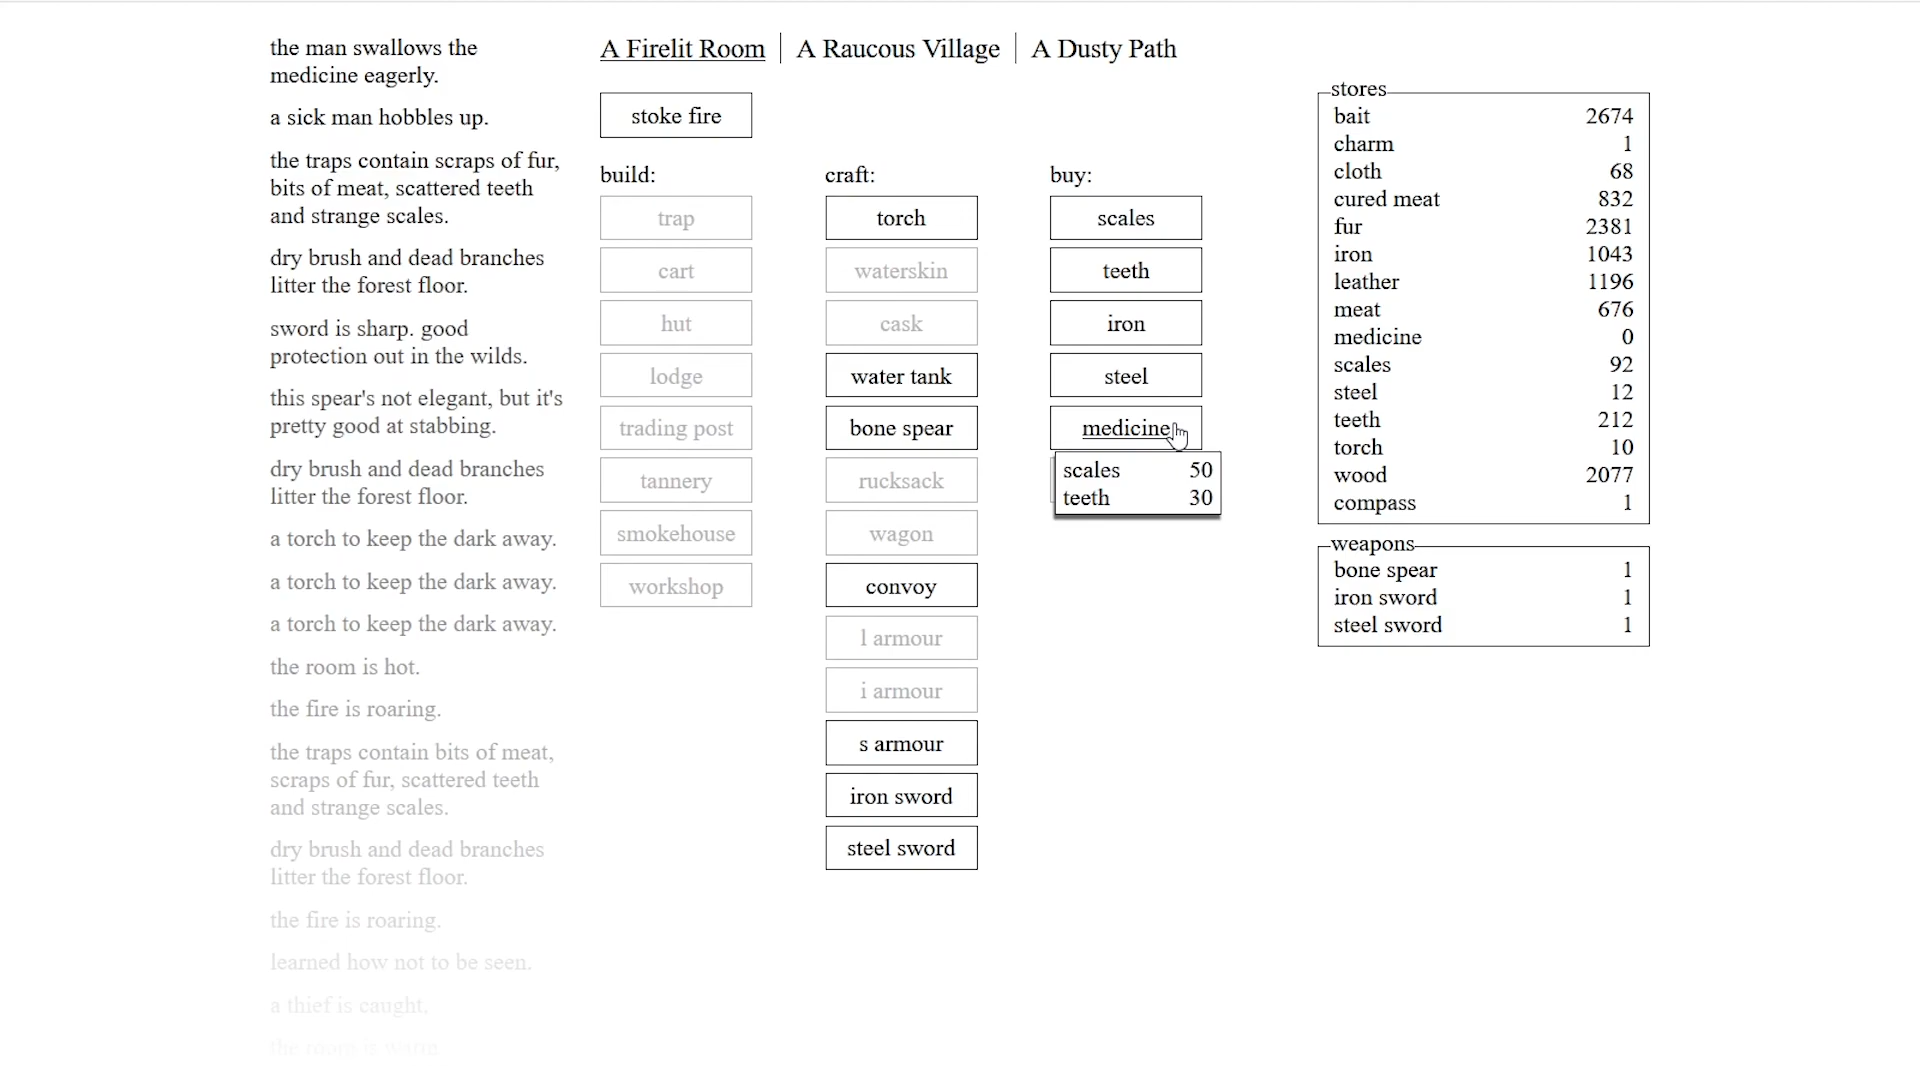 the man swallows the
medicine eagerly.
a sick man hobbles up.
the traps contain scraps of fur,
bits of meat, scattered teeth
and strange scales.
dry brush and dead branches
litter the forest floor.
sword is sharp. good
protection out in the wilds.
this spear's not elegant, but it's
pretty good at stabbing.
dry brush and dead branches
litter the forest floor.
a torch to keep the dark away.
a torch to keep the dark away.
a torch to keep the dark away.
the room is hot.
the fire is roaring.
the traps contain bits of meat,
scraps of fur, scattered teeth
and strange scales.
dry brush and dead branches
litter the forest floor.
the fire is roaring.
learned how not to be seen.
a thief is caught,
the room is warm
A Firelit Room
A Raucous Village
A Dusty Path
stoke fire
build:
trap
cart
hut
lodge
trading post
tannery
smokehouse
workshop
craft:
torch
waterskin
cask
water tank
bone spear
rucksack
wagon
convoy
l armour
i armour
s armour
iron sword
steel sword
buy:
scales
teeth
iron
steel
medicine
scales 50
teeth 30
stores
bait 2674
charm 1
cloth 68
cured meat 832
fur 2381
iron 1043
leather 1196
meat 676
medicine 0
scales 92
steel 12
teeth 212
torch 10
wood 2077
compass 1
weapons
bone spear 1
iron sword 1
steel sword 1